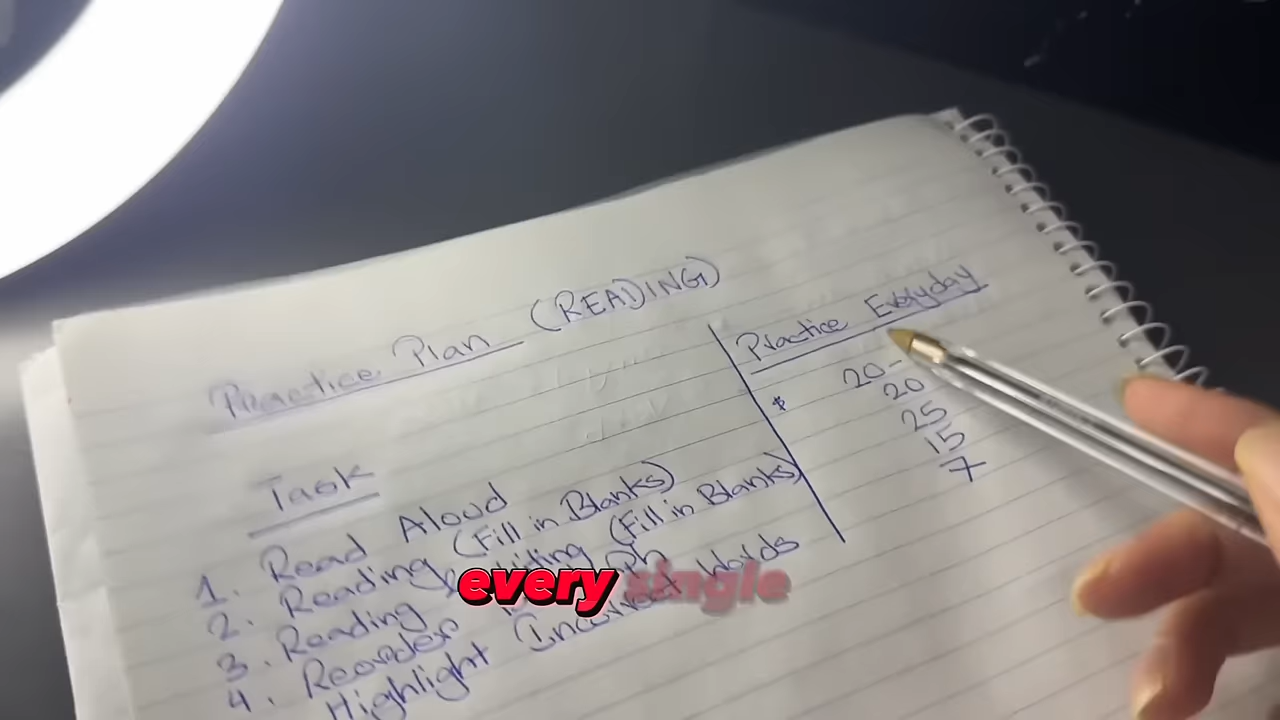 Practice Plan (READING)
Practice Everyday
Task
1. Read Aloud 20-
2. Reading (Fill in Blanks) 20
3. Reading (Fill in Blanks) 25
4. Reorder 15
Highlight Incorrect Words 7
every single